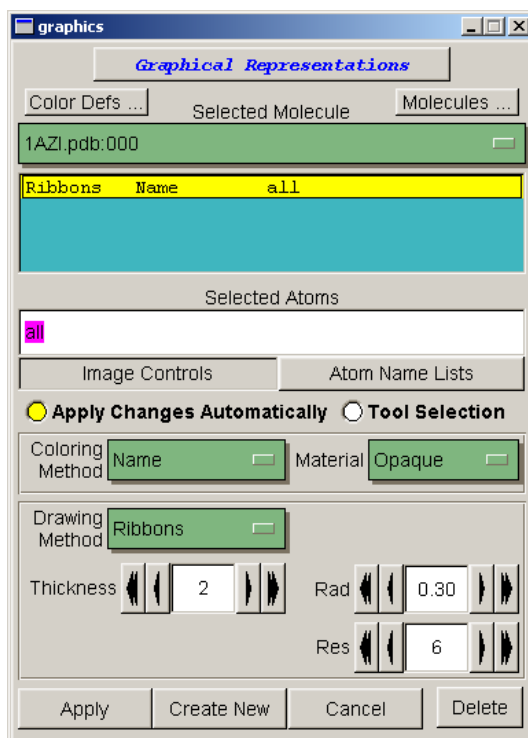 graphics
Graphical Representations
Color Defs ...
Selected Molecule
Molecules ...
1AZI.pdb:000
Ribbons Name all
Selected Atoms
all
Image Controls
Atom Name Lists
Apply Changes Automatically
Tool Selection
Coloring Method
Name
Material
Opaque
Drawing Method
Ribbons
Thickness
2
Rad
0.30
Res
6
Apply
Create New
Cancel
Delete